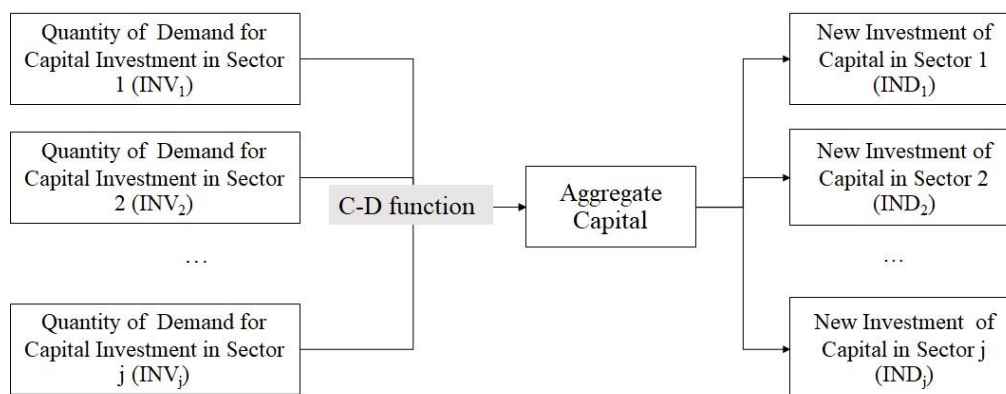 Quantity of Demand for
Capital Investment in Sector
1 (INV₁)
Quantity of Demand for
Capital Investment in Sector
2 (INV₂)
…
Quantity of Demand for
Capital Investment in Sector
j (INVⱼ)
C-D function
Aggregate
Capital
New Investment of
Capital in Sector 1
(IND₁)
New Investment of
Capital in Sector 2
(IND₂)
…
New Investment of
Capital in Sector j
(INDⱼ)